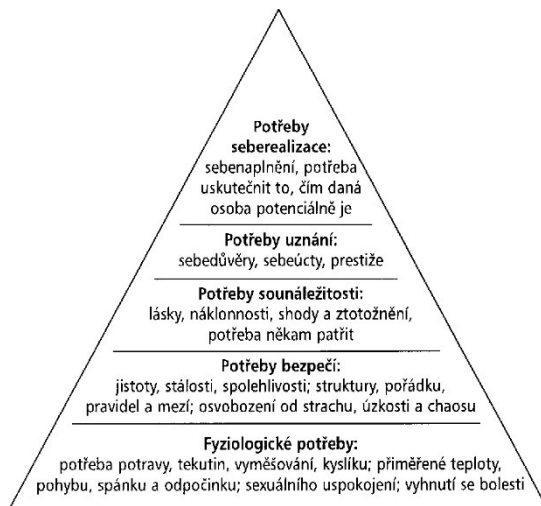 Potřeby
seberealizace:
sebenaplnění, potřeba
uskutečnit to, čím daná
osoba potenciálně je
Potřeby uznání:
sebedůvěry, sebeúcty, prestiže
Potřeby sounáležitosti:
lásky, náklonnosti, shody a ztotožnění,
potřeba někam patřit
Potřeby bezpečí:
jistoty, stálosti, spolehlivosti; struktury, pořádku,
pravidel a mezí; osvobození od strachu, úzkosti a chaosu
Fyziologické potřeby:
potřeba potravy, tekutin, vyměšování, kyslíku; přiměřené teploty,
pohybu, spánku a odpočinku; sexuálního uspokojení; vyhnutí se bolesti